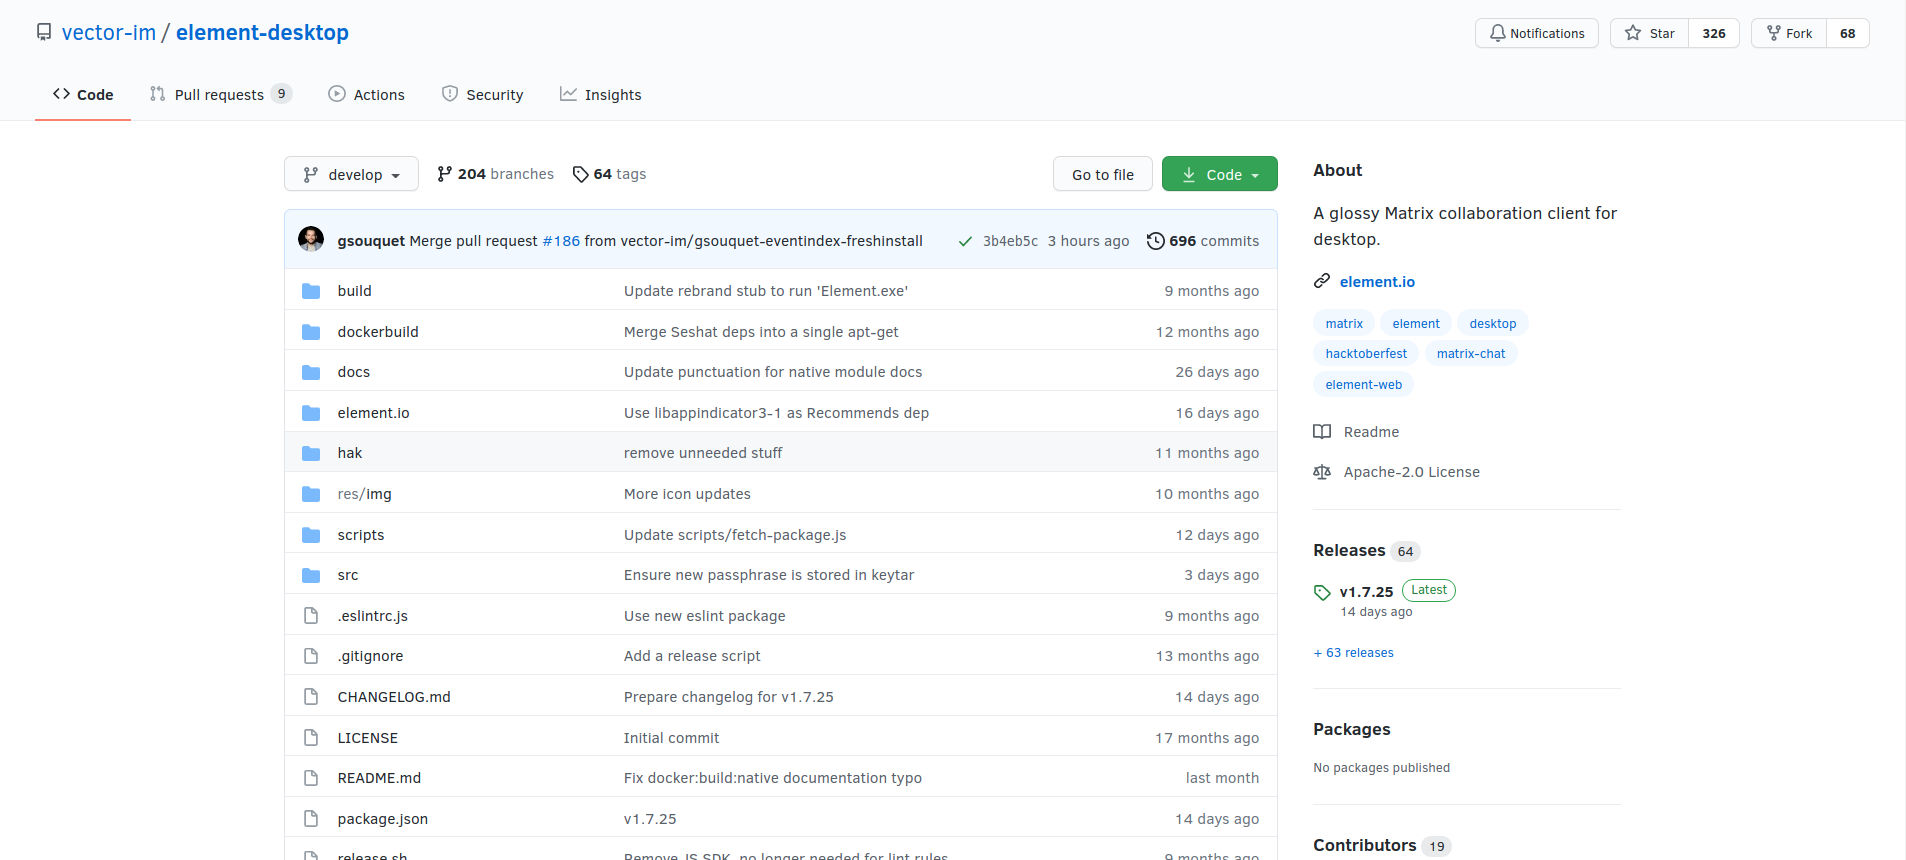 vector-im / element-desktop
Notifications Star 326 Fork 68
Code Pull requests 9 Actions Security Insights
develop 204 branches 64 tags Go to file Code
gsouquet Merge pull request #186 from vector-im/gsouquet-eventindex-freshinstall 3b4eb5c 3 hours ago 696 commits
build Update rebrand stub to run 'Element.exe' 9 months ago
dockerbuild Merge Seshat deps into a single apt-get 12 months ago
docs Update punctuation for native module docs 26 days ago
element.io Use libappindicator3-1 as Recommends dep 16 days ago
hak remove unneeded stuff 11 months ago
res/img More icon updates 10 months ago
scripts Update scripts/fetch-package.js 12 days ago
src Ensure new passphrase is stored in keytar 3 days ago
.eslintrc.js Use new eslint package 9 months ago
.gitignore Add a release script 13 months ago
CHANGELOG.md Prepare changelog for v1.7.25 14 days ago
LICENSE Initial commit 17 months ago
README.md Fix docker:build:native documentation typo last month
package.json v1.7.25 14 days ago
release.sh Remove JS SDK, no longer needed for lint rules 9 months ago
About
A glossy Matrix collaboration client for
desktop.
element.io
matrix element desktop
hacktoberfest matrix-chat
element-web
Readme
Apache-2.0 License
Releases 64
v1.7.25 Latest
14 days ago
+ 63 releases
Packages
No packages published
Contributors 19